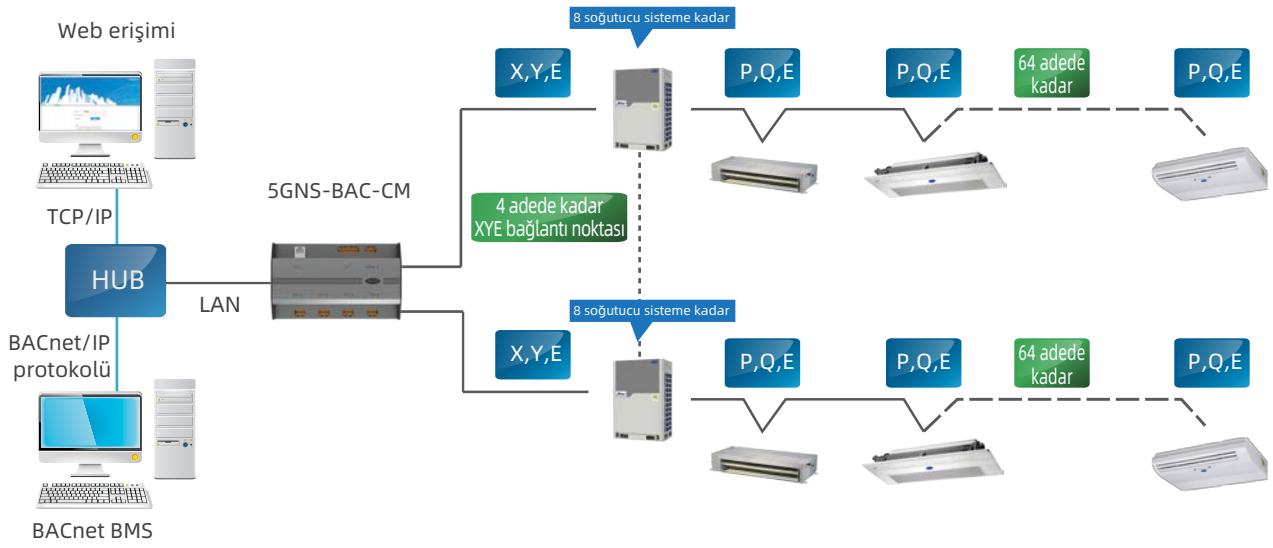 8 soğutucu sisteme kadar
Web erişimi
X,Y,E
P,Q,E
P,Q,E
64 adede
kadar
P,Q,E
5GNS-BAC-CM
4 adede kadar
XYE bağlantı noktası
TCP/IP
HUB
LAN
8 soğutucu sisteme kadar
BACnet/IP
protokolü
X,Y,E
P,Q,E
P,Q,E
64 adede
kadar
P,Q,E
BACnet BMS